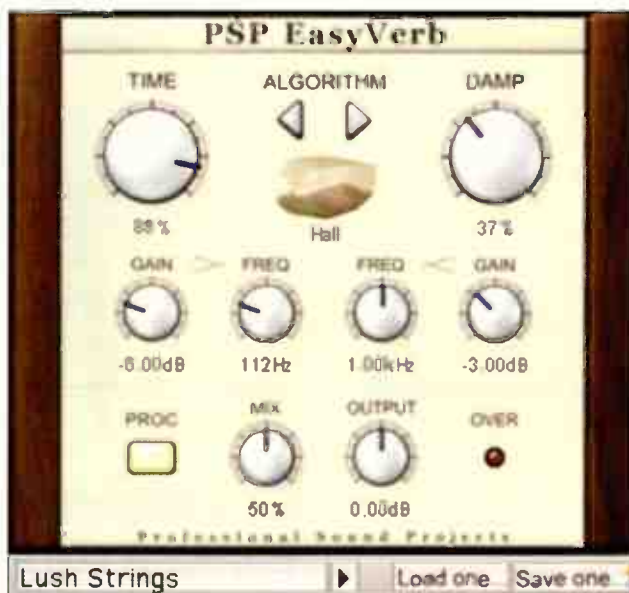 PSP EasyVerb
TIME ALGORITHM DAMP
88% Hall 37%
GAIN FREQ FREQ GAIN
-6.00dB 112Hz 1.00kHz -3.00dB
PROC MIX OUTPUT OVER
50% 0.00dB
Professional Sound Projects
Lush Strings Load one Save one